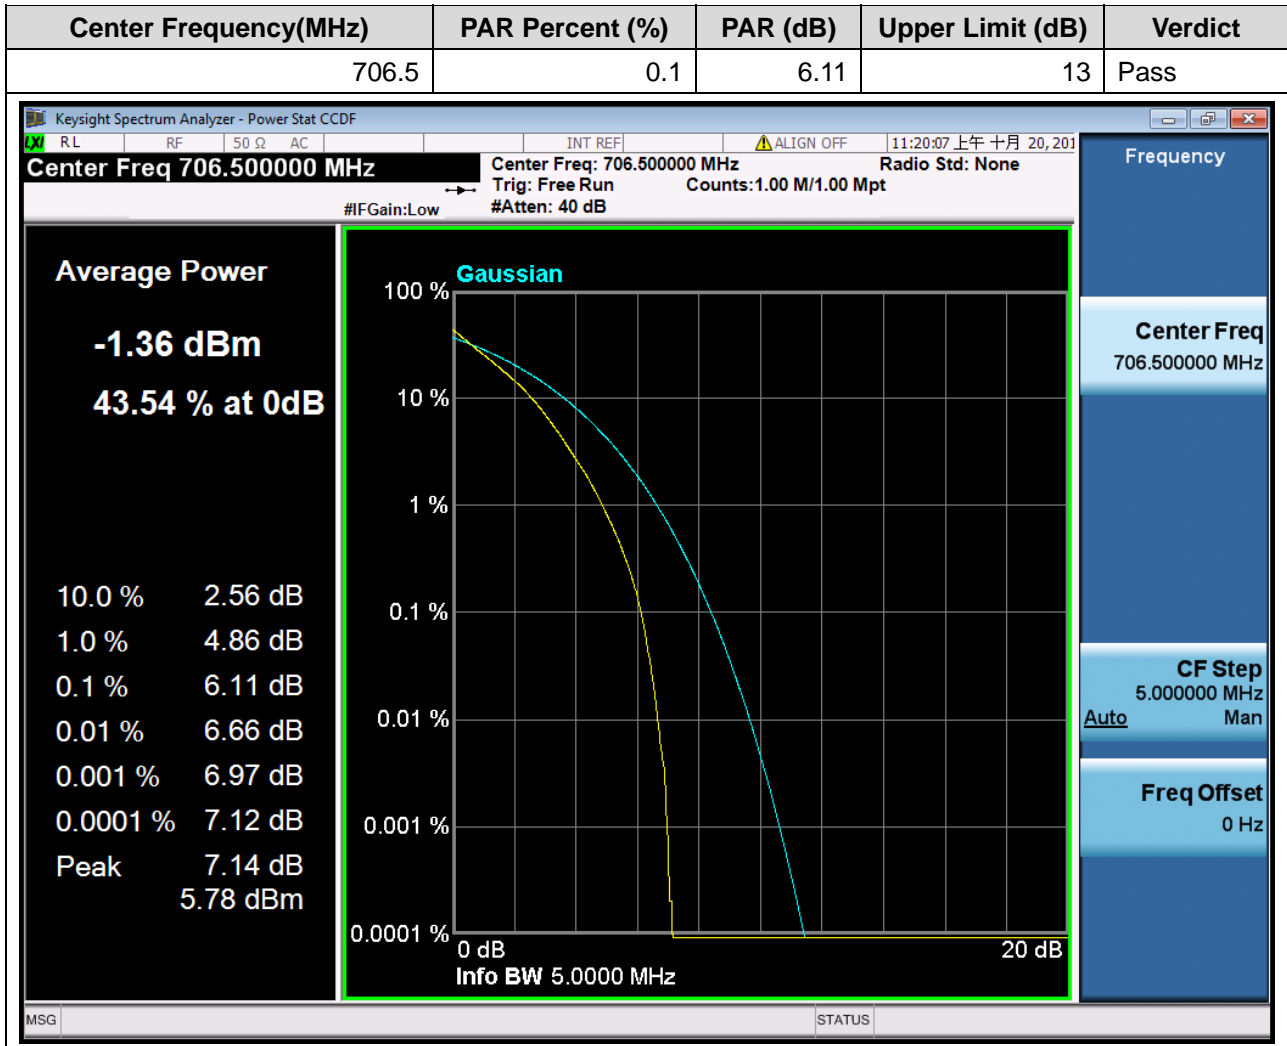 Center Frequency(MHz) PAR Percent (%) PAR (dB) Upper Limit (dB) Verdict
706.5 0.1 6.11 13 Pass
Keysight Spectrum Analyzer - Power Stat CCDF
LXI RL RF 50 Ω AC INT REF ALIGN OFF 11:20:07 上午 十月 20, 201
Center Freq 706.500000 MHz
Center Freq: 706.500000 MHz Radio Std: None
Trig: Free Run Counts:1.00 M/1.00 Mpt
#IFGain:Low #Atten: 40 dB
Frequency
Average Power
-1.36 dBm
43.54 % at 0dB
10.0 % 2.56 dB
1.0 % 4.86 dB
0.1 % 6.11 dB
0.01 % 6.66 dB
0.001 % 6.97 dB
0.0001 % 7.12 dB
Peak 7.14 dB
5.78 dBm
Gaussian
100 %
10 %
1 %
0.1 %
0.01 %
0.001 %
0.0001 %
0 dB 20 dB
Info BW 5.0000 MHz
Center Freq
706.500000 MHz
CF Step
5.000000 MHz
Auto Man
Freq Offset
0 Hz
MSG STATUS